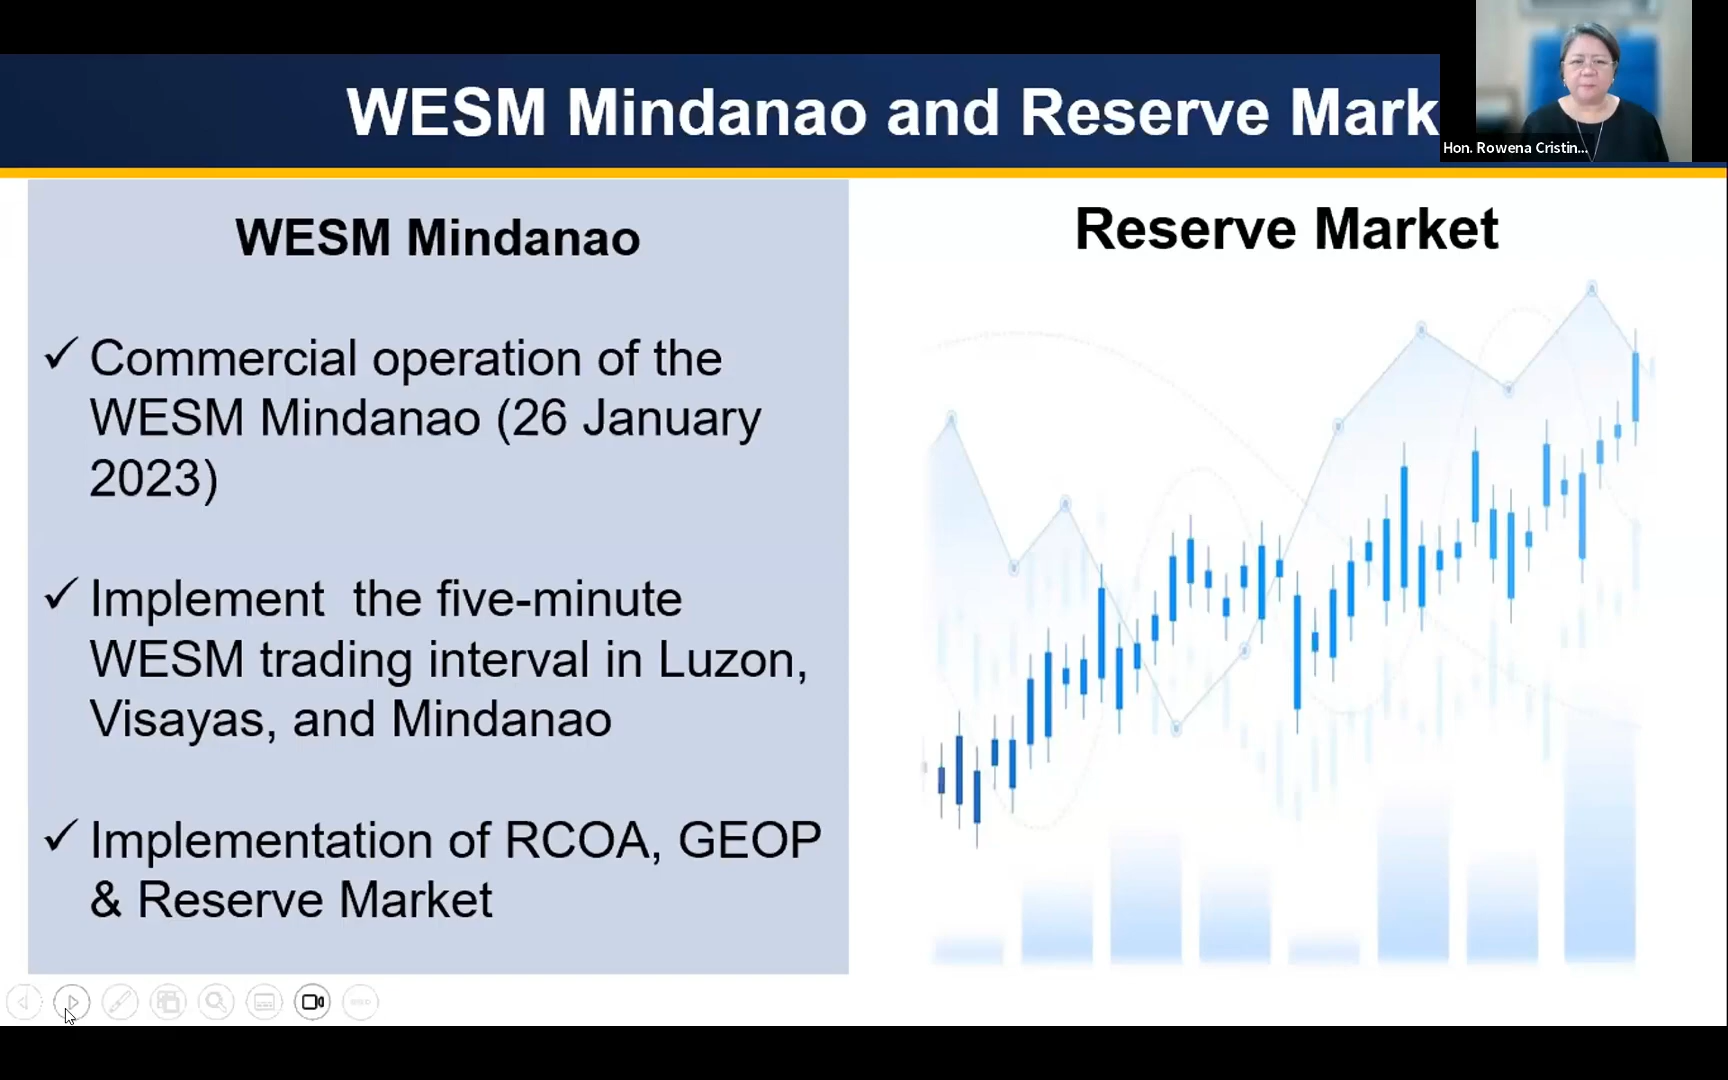 WESM Mindanao and Reserve Mark
Hon. Rowena Cristin...
WESM Mindanao
✓ Commercial operation of the
WESM Mindanao (26 January
2023)
✓ Implement the five-minute
WESM trading interval in Luzon,
Visayas, and Mindanao
✓ Implementation of RCOA, GEOP
& Reserve Market
Reserve Market